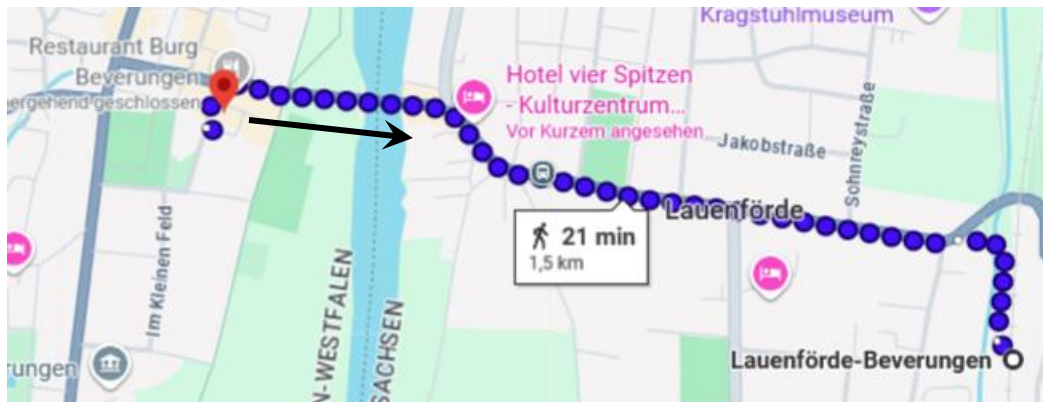 Kragstuhlmuseum
Restaurant Burg
Beverungen
ergehend geschlossen
Hotel vier Spitzen
- Kulturzentrum...
Vor Kurzem angesehen
Jakobstraße
Sohnreystraße
Lauenförde
21 min
1,5 km
Im Kleinen Feld
N-WESTFALEN
SACHSEN
rungen
Lauenförde-Beverungen